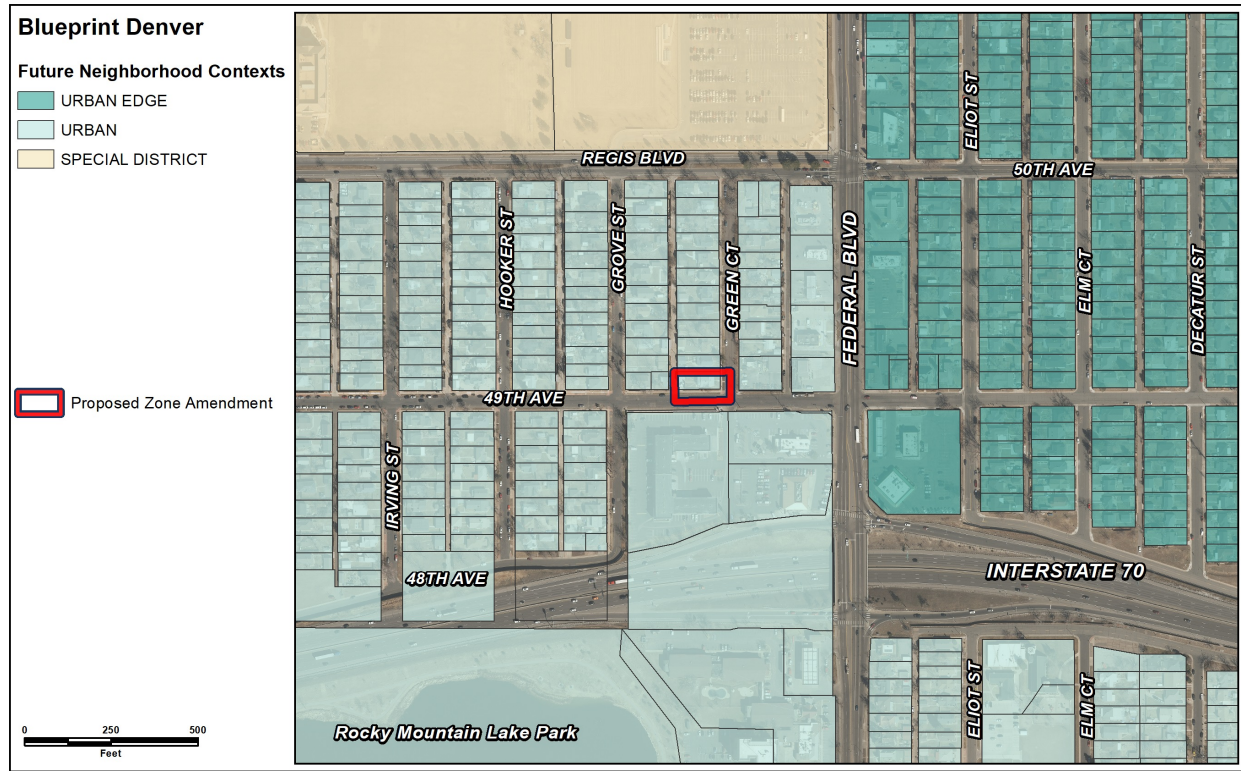 Blueprint Denver
Future Neighborhood Contexts
URBAN EDGE
URBAN
SPECIAL DISTRICT
Proposed Zone Amendment
0 250 500
Feet
REGIS BLVD
50TH AVE
ELIOT ST
HOOKER ST
GROVE ST
GREEN CT
FEDERAL BLVD
ELM CT
DECATUR ST
49TH AVE
IRVING ST
48TH AVE
INTERSTATE 70
ELIOT ST
ELM CT
Rocky Mountain Lake Park